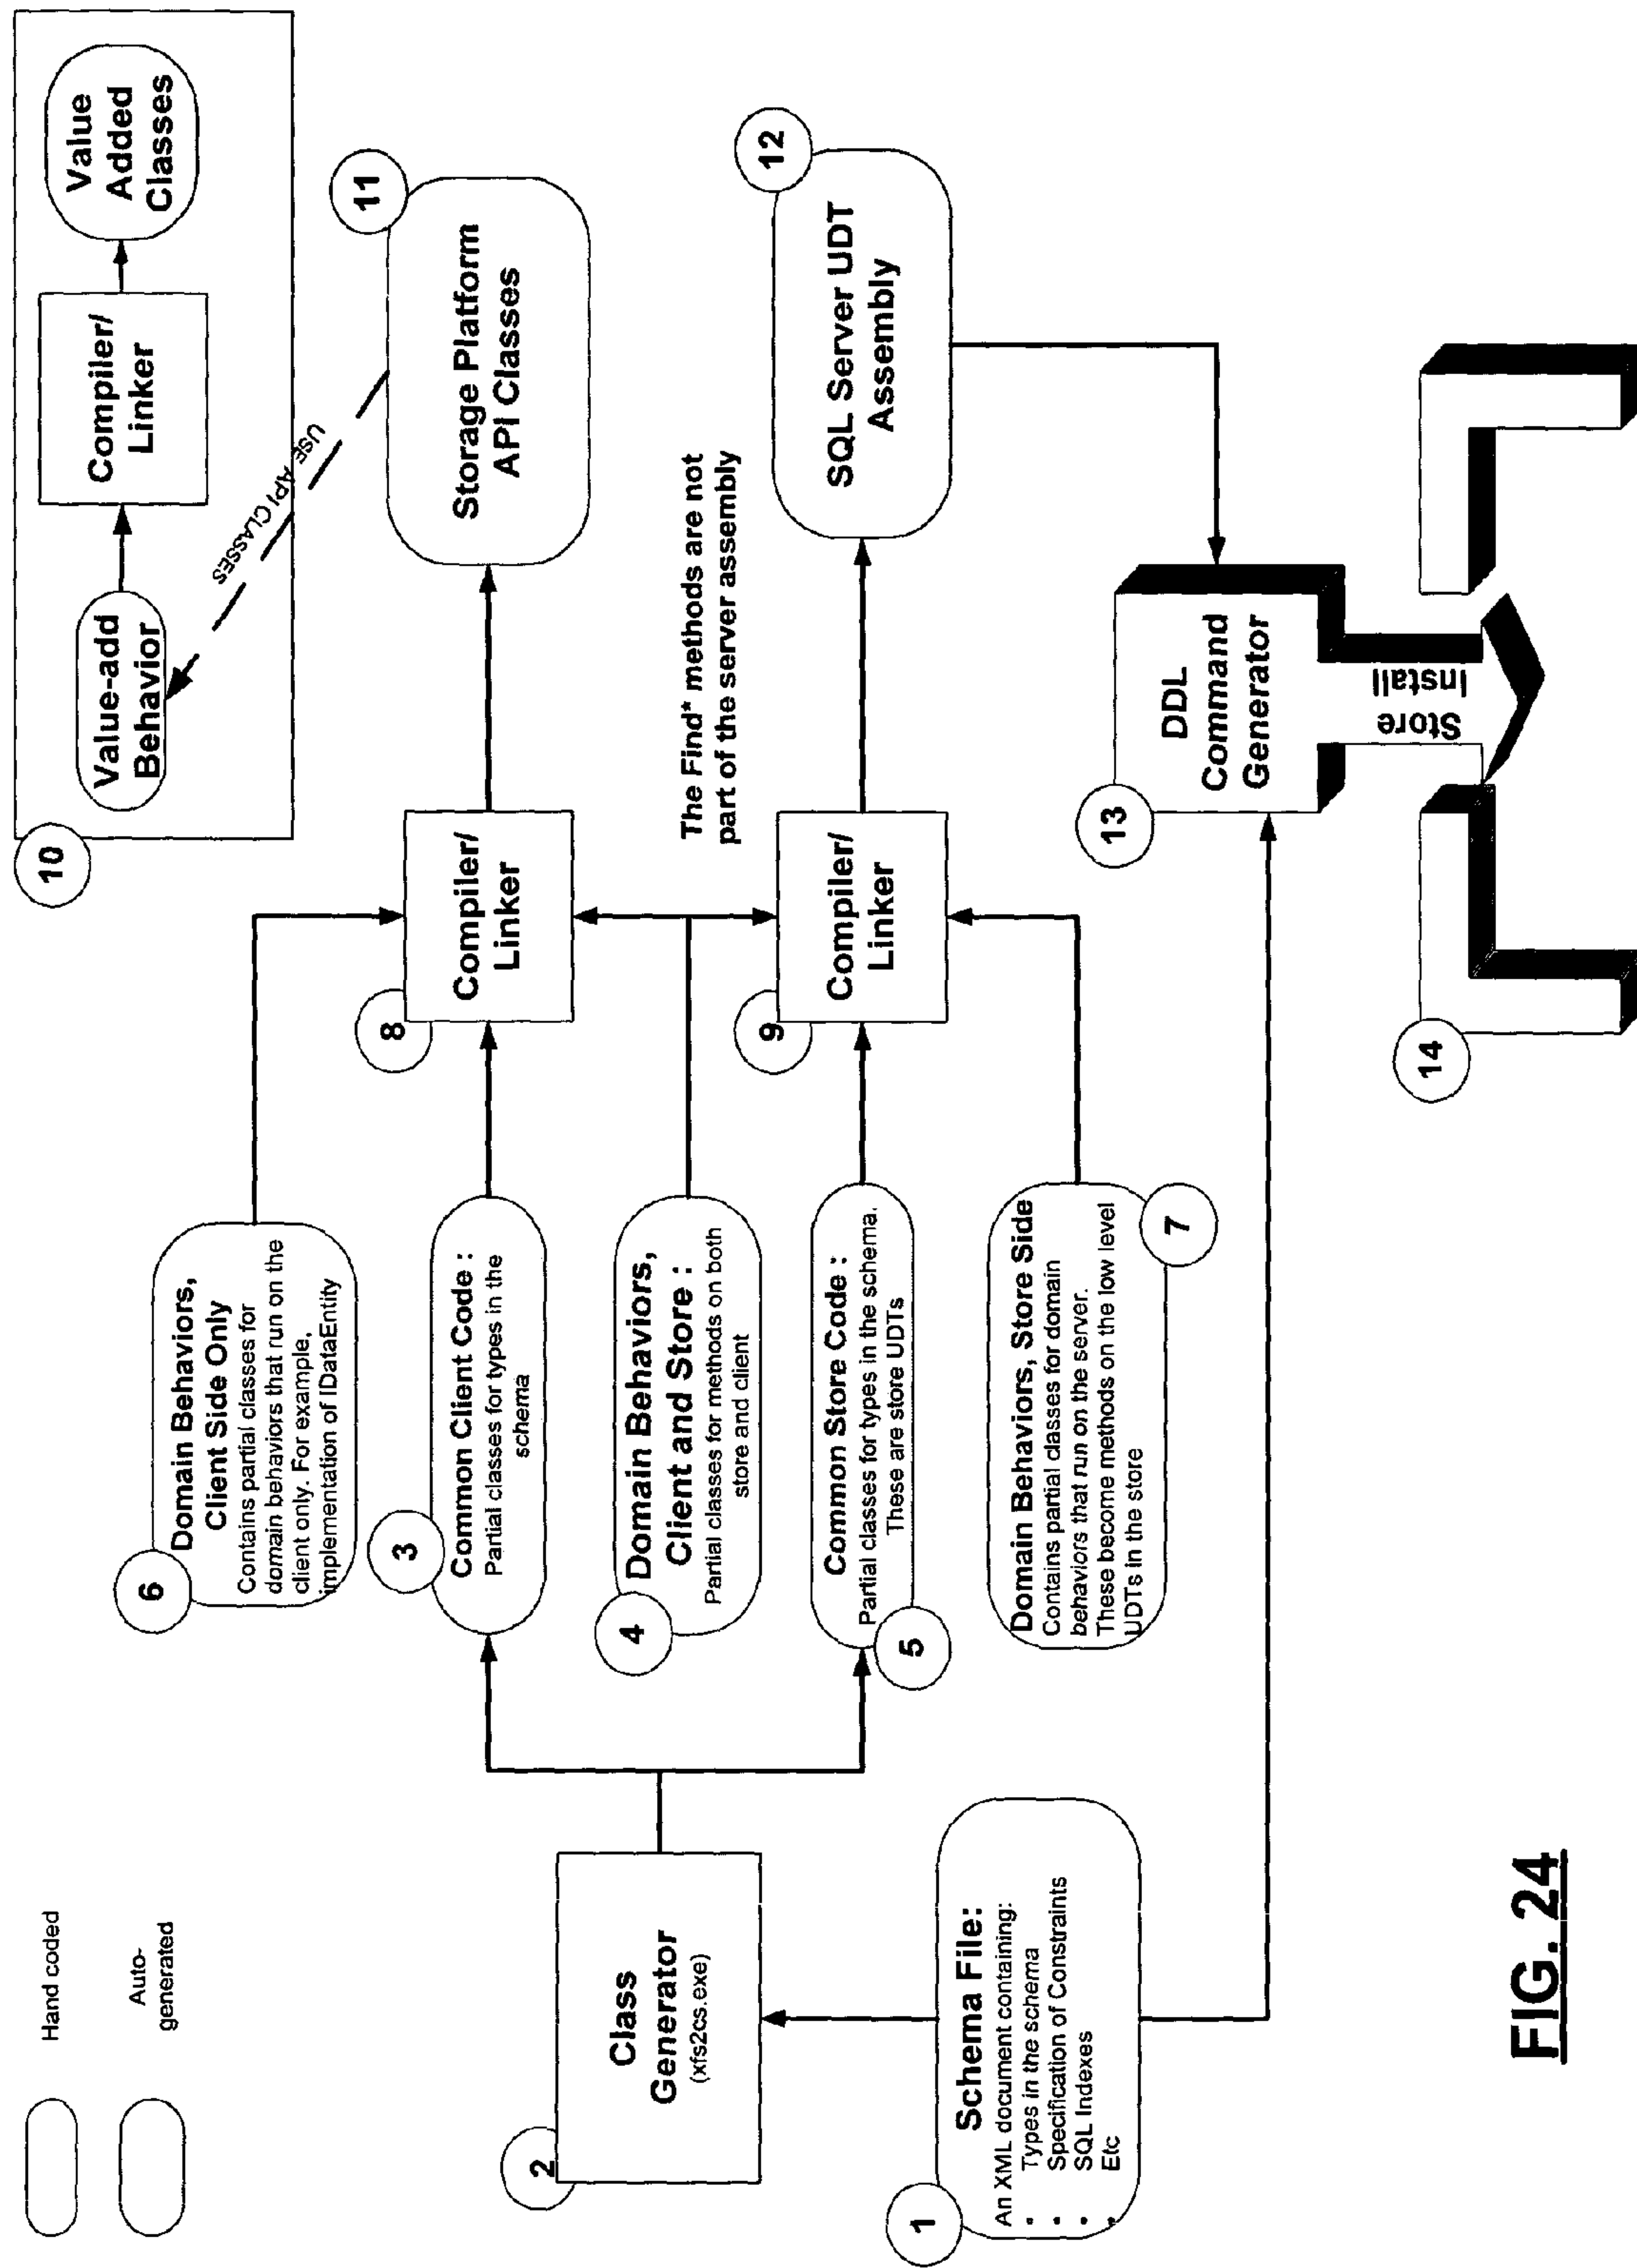 Hand coded
Auto-
generated
1
Schema File:
An XML document containing:
• Types in the schema
• Specification of Constraints
• SQL Indexes
• Etc
2
Class
Generator
(xfs2cs.exe)
6
Domain Behaviors,
Client Side Only
Contains partial classes for
domain behaviors that run on the
client only. For example,
implementation of IDataEntity
3
Common Client Code :
Partial classes for types in the
schema
4
Domain Behaviors,
Client and Store :
Partial classes for methods on both
store and client
5
Common Store Code :
Partial classes for types in the schema.
These are store UDTs
7
Domain Behaviors, Store Side
Contains partial classes for domain
behaviors that run on the server.
These become methods on the low level
UDTs in the store
8
Compiler/
Linker
9
Compiler/
Linker
The Find* methods are not
part of the server assembly
10
Value-add
Behavior
Compiler/
Linker
Value
Added
Classes
USE API CLASSES
11
Storage Platform
API Classes
12
SQL Server UDT
Assembly
13
DDL
Command
Generator
Store
Install
14
FIG. 24